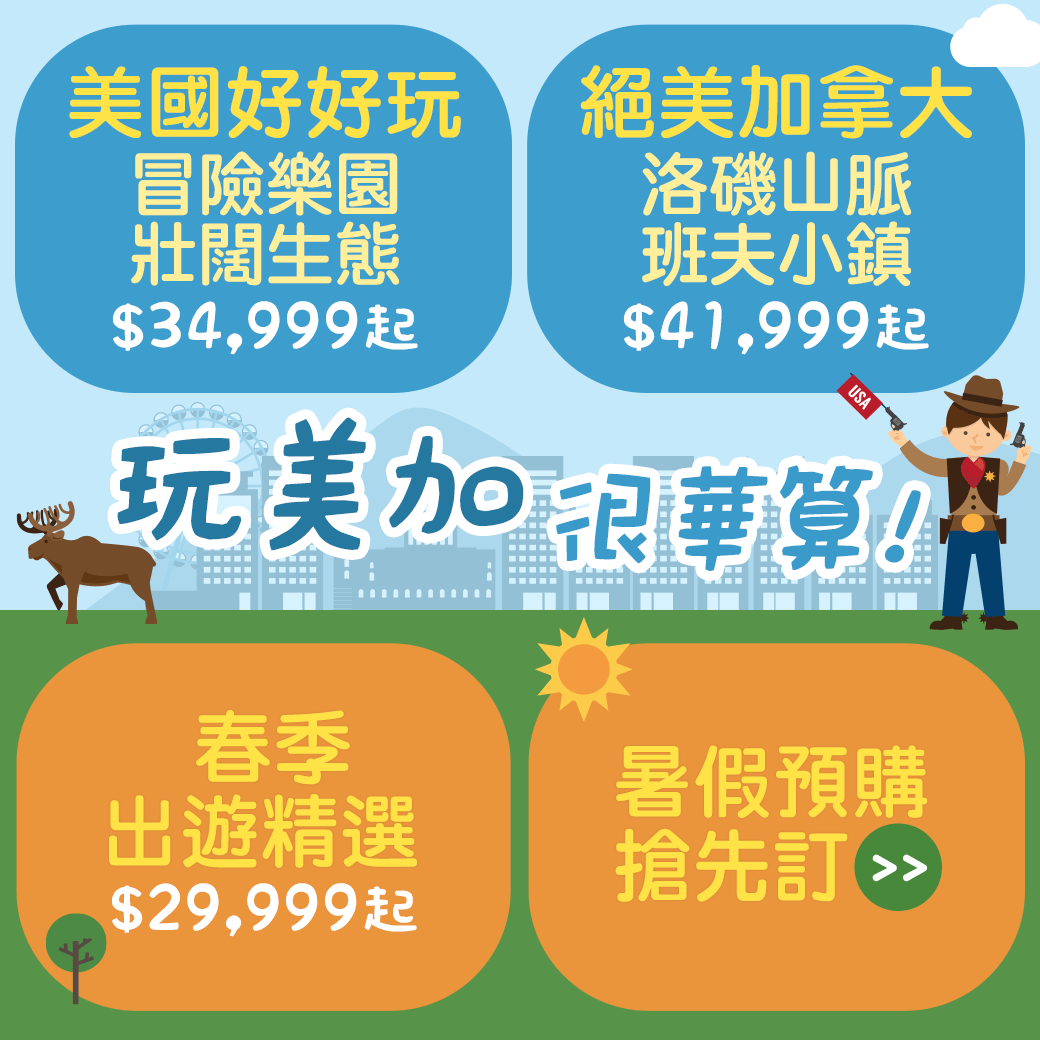 美國好好玩
冒險樂園
壯闊生態
$34,999起
絕美加拿大
洛磯山脈
班夫小鎮
$41,999起
USA
玩美加很華算!
春季
出遊精選
$29,999起
暑假預購
搶先訂>>